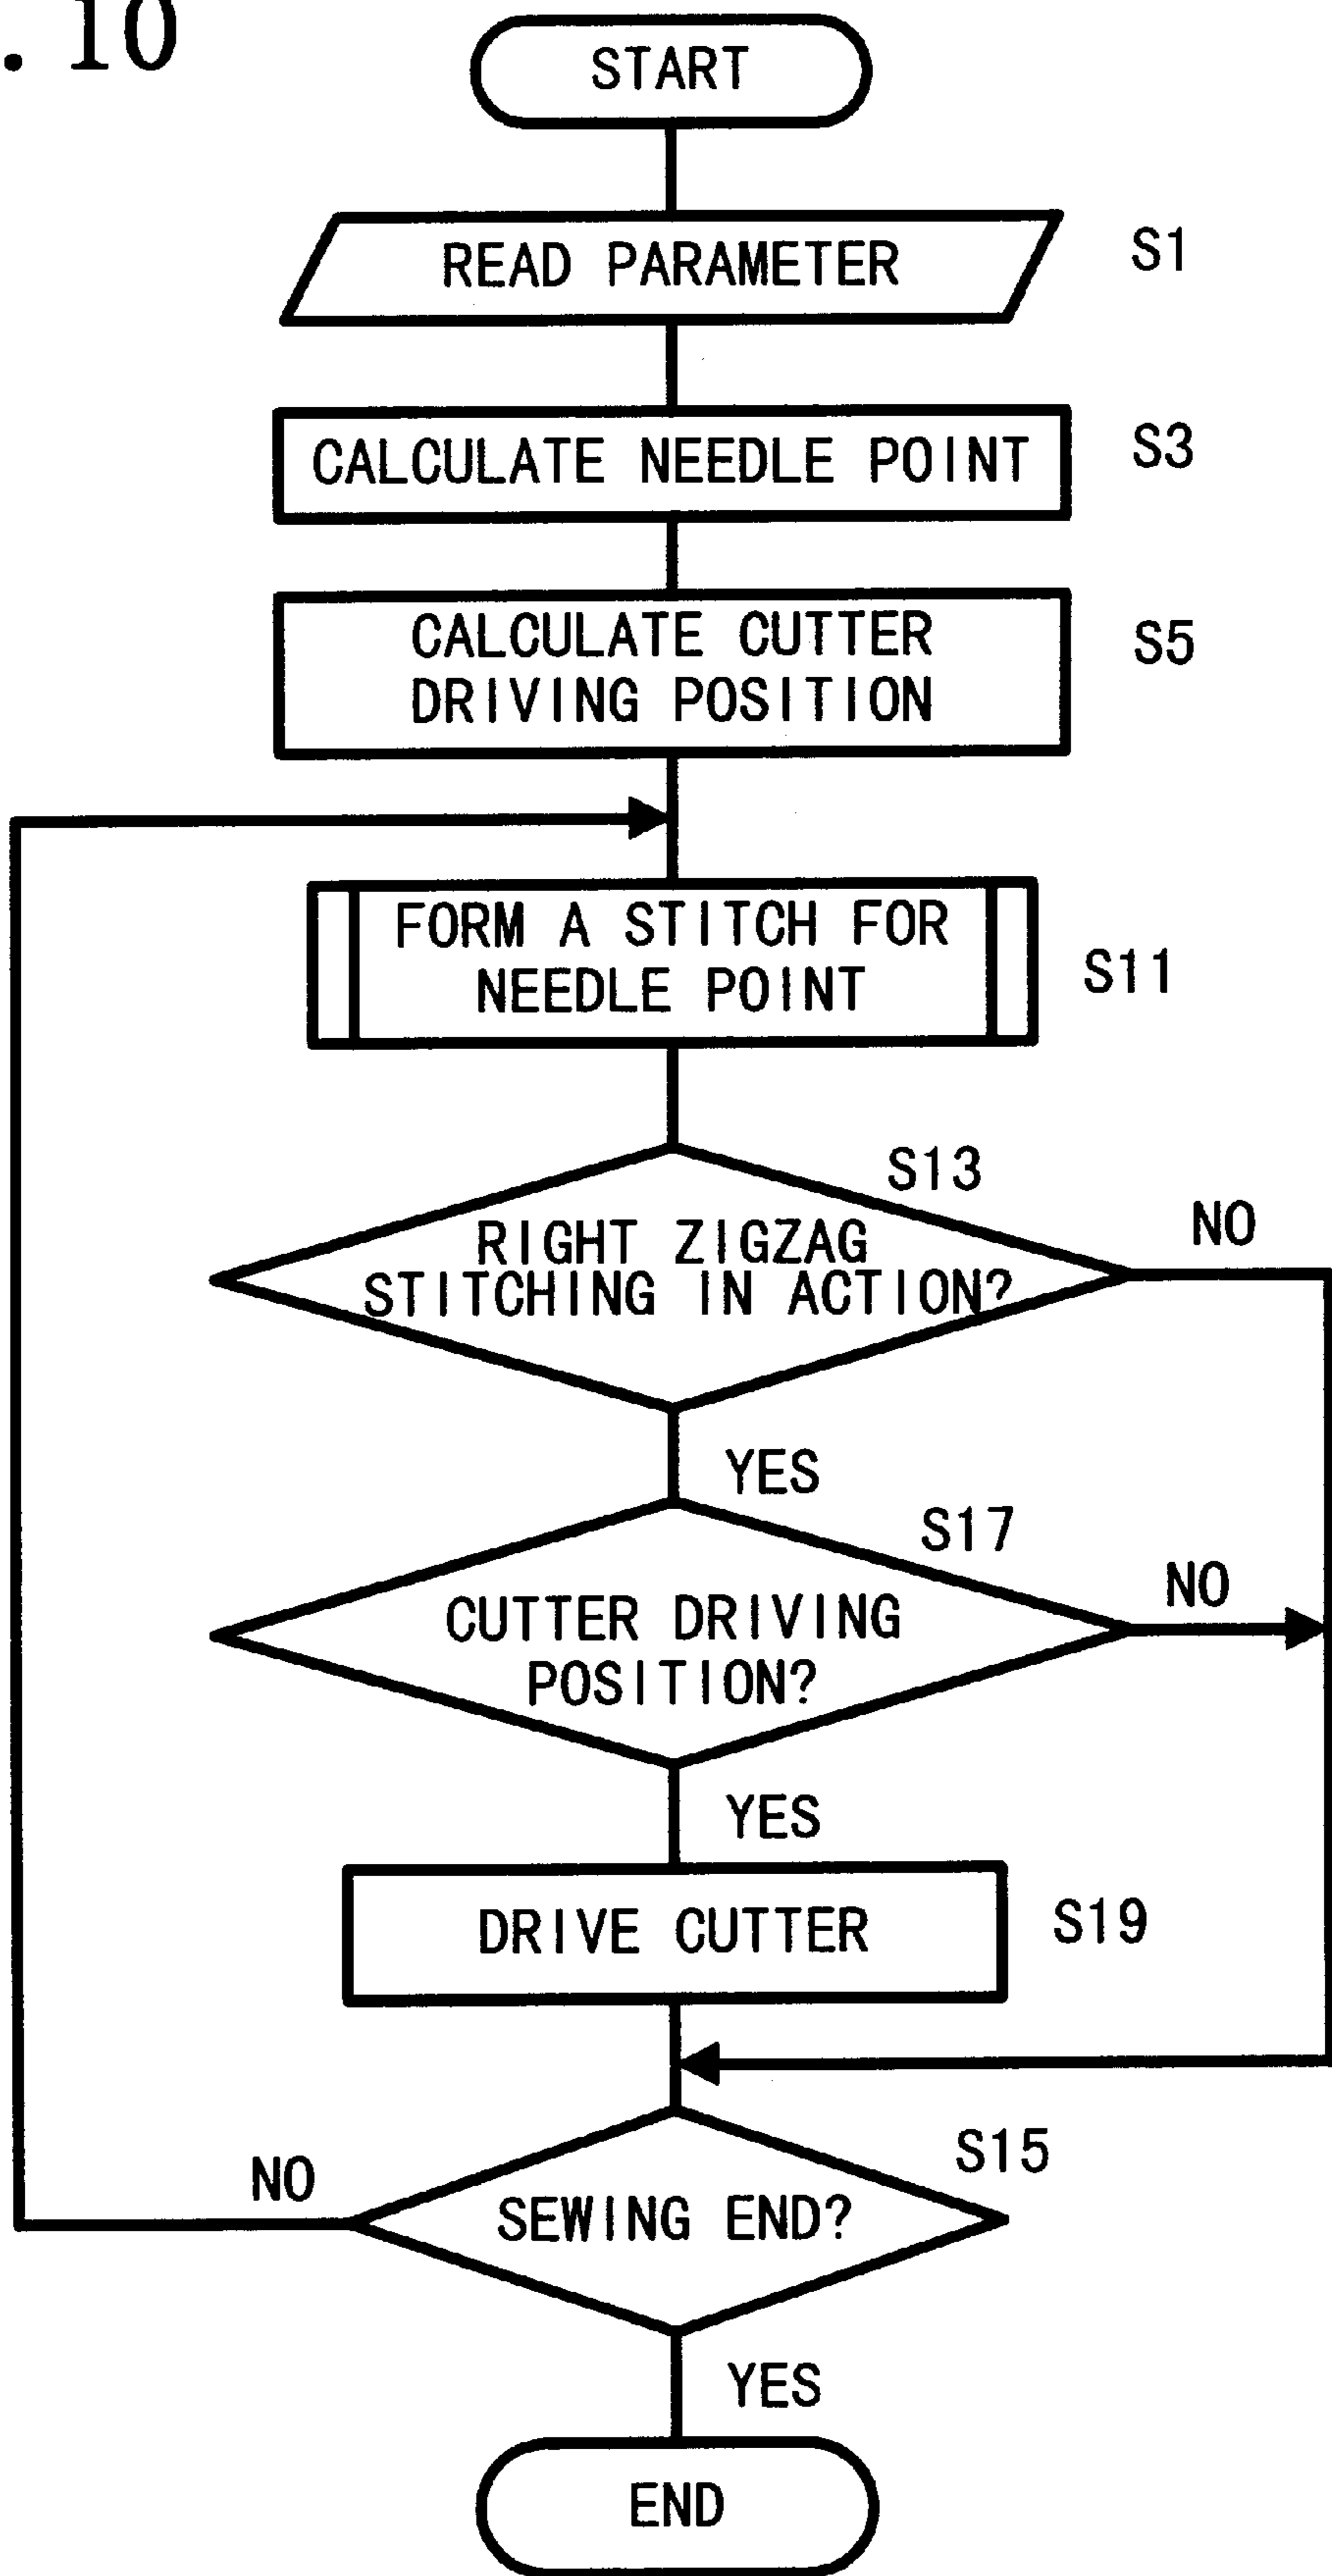 . 10
START
READ PARAMETER
S1
CALCULATE NEEDLE POINT
S3
CALCULATE CUTTER
DRIVING POSITION
S5
FORM A STITCH FOR
NEEDLE POINT
S11
S13
RIGHT ZIGZAG
STITCHING IN ACTION?
NO
YES
S17
CUTTER DRIVING
POSITION?
NO
YES
DRIVE CUTTER
S19
S15
NO
SEWING END?
YES
END